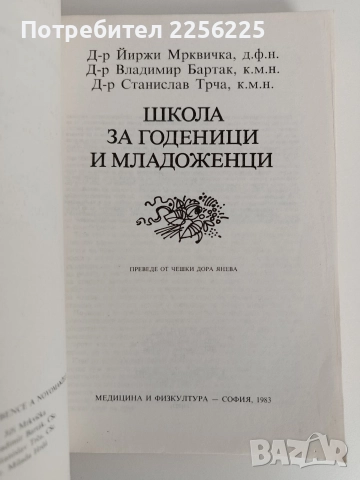 Потребител 2256225
Д-р Йиржи Мрквичка, д.ф.н.
Д-р Владимир Бартак, к.м.н.
Д-р Станислав Трча, к.м.н.
ШКОЛА
ЗА ГОДЕНИЦИ
И МЛАДОЖЕНЦИ
ПРЕВЕДЕ ОТ ЧЕШКИ ДОРА ЯНЕВА
МЕДИЦИНА И ФИЗКУЛТУРА — СОФИЯ, 1983
BAZAR